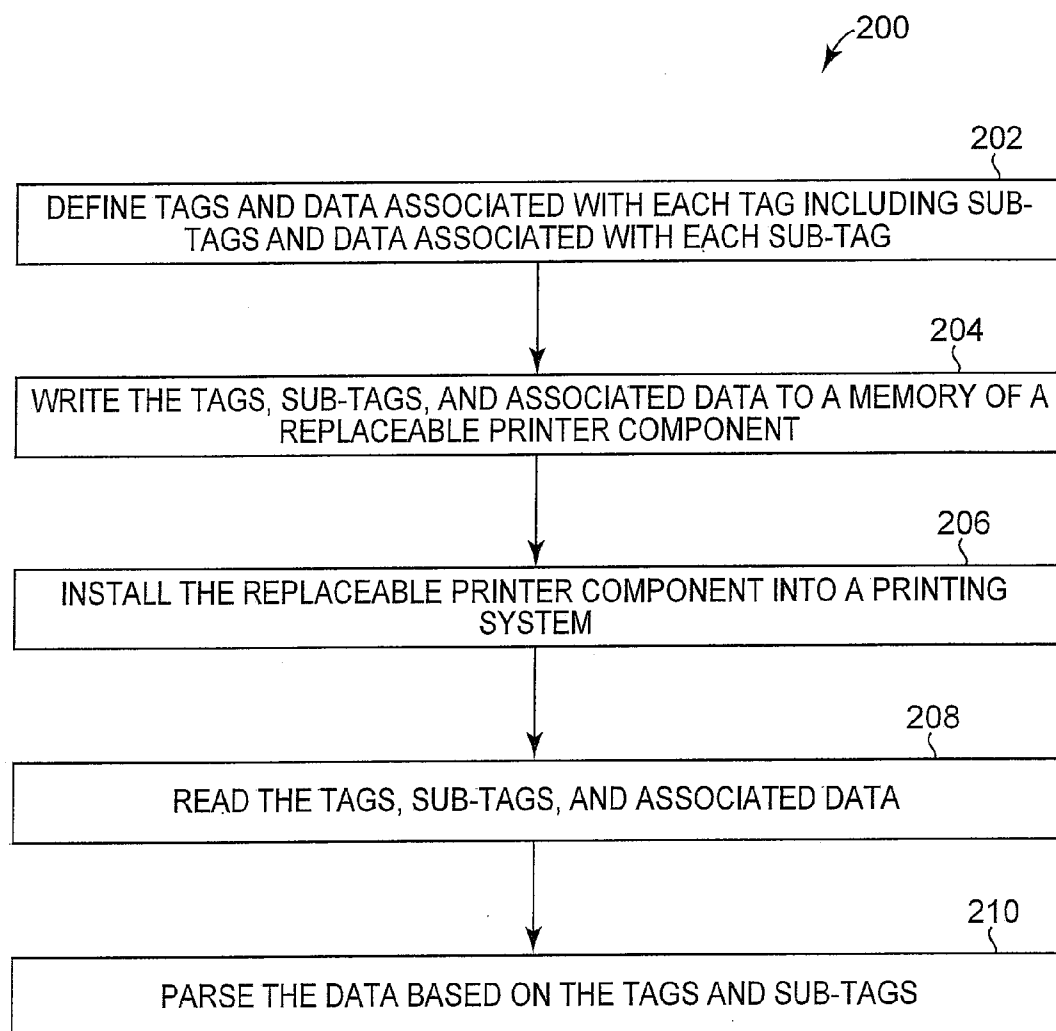 200
202
DEFINE TAGS AND DATA ASSOCIATED WITH EACH TAG INCLUDING SUB-
TAGS AND DATA ASSOCIATED WITH EACH SUB-TAG
204
WRITE THE TAGS, SUB-TAGS, AND ASSOCIATED DATA TO A MEMORY OF A
REPLACEABLE PRINTER COMPONENT
206
INSTALL THE REPLACEABLE PRINTER COMPONENT INTO A PRINTING
SYSTEM
208
READ THE TAGS, SUB-TAGS, AND ASSOCIATED DATA
210
PARSE THE DATA BASED ON THE TAGS AND SUB-TAGS